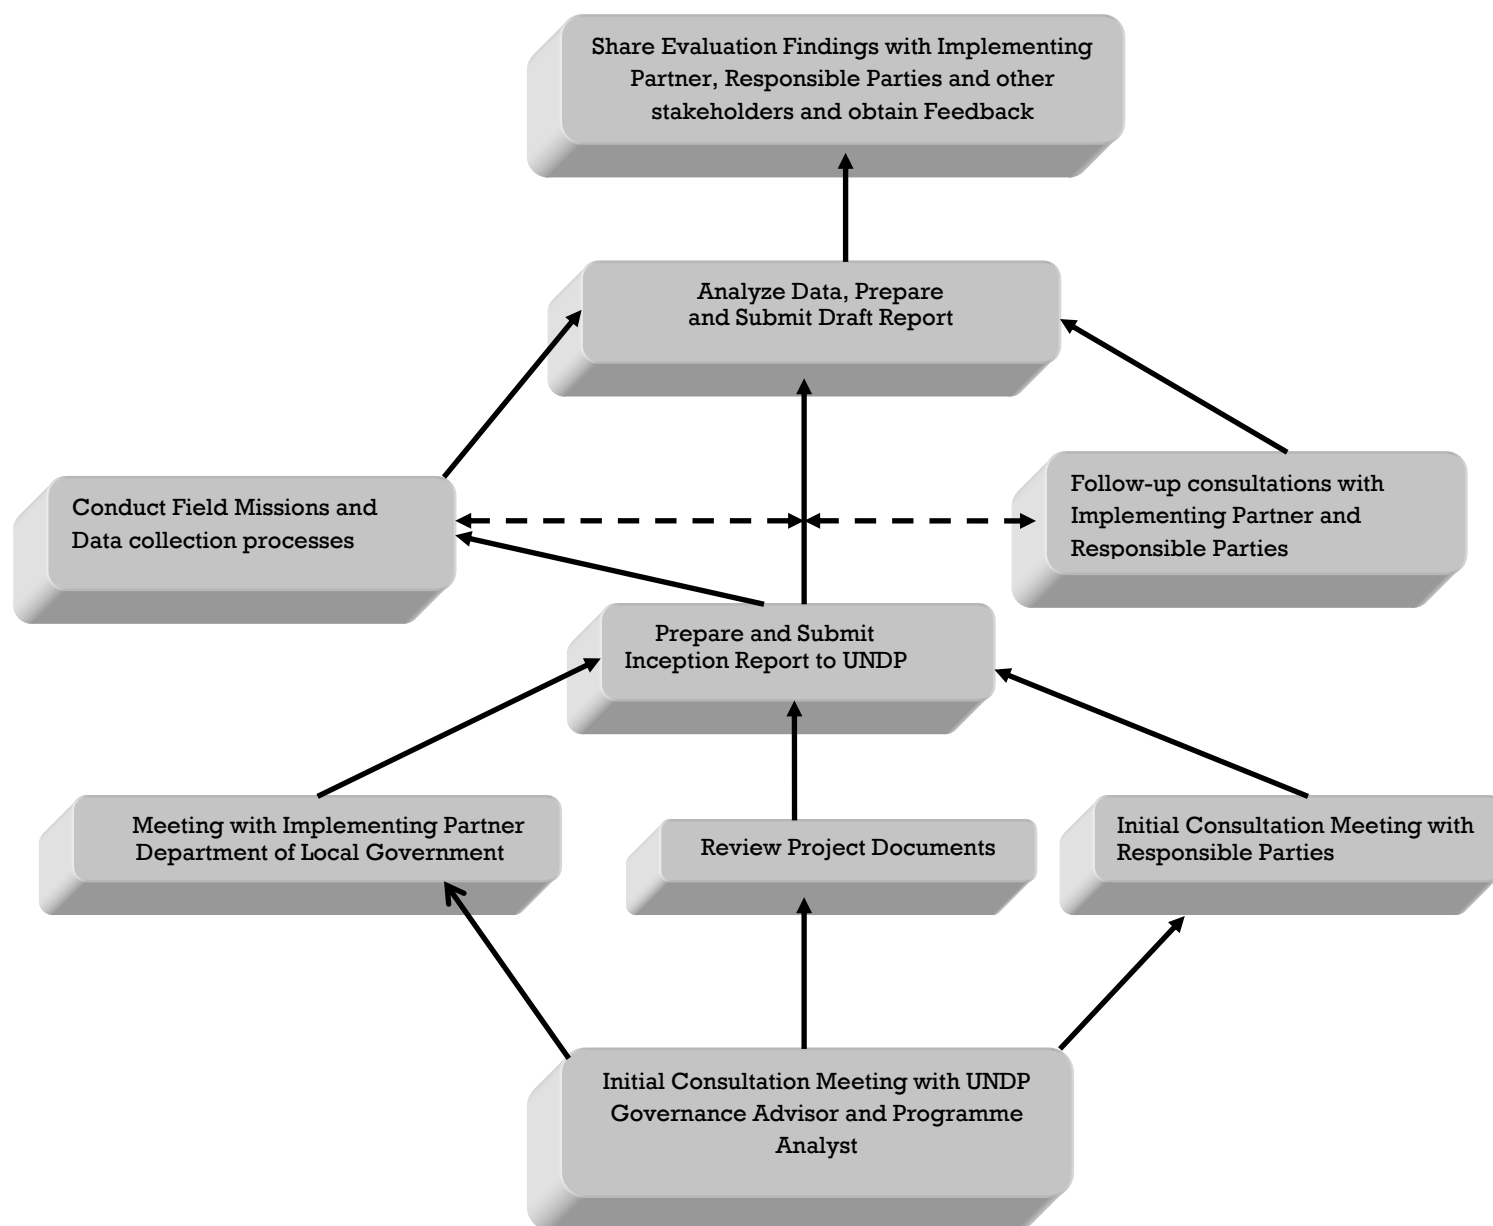 Share Evaluation Findings with Implementing
Partner, Responsible Parties and other
stakeholders and obtain Feedback
Analyze Data, Prepare
and Submit Draft Report
Conduct Field Missions and
Data collection processes
Follow-up consultations with
Implementing Partner and
Responsible Parties
Prepare and Submit
Inception Report to UNDP
Meeting with Implementing Partner
Department of Local Government
Review Project Documents
Initial Consultation Meeting with
Responsible Parties
Initial Consultation Meeting with UNDP
Governance Advisor and Programme
Analyst